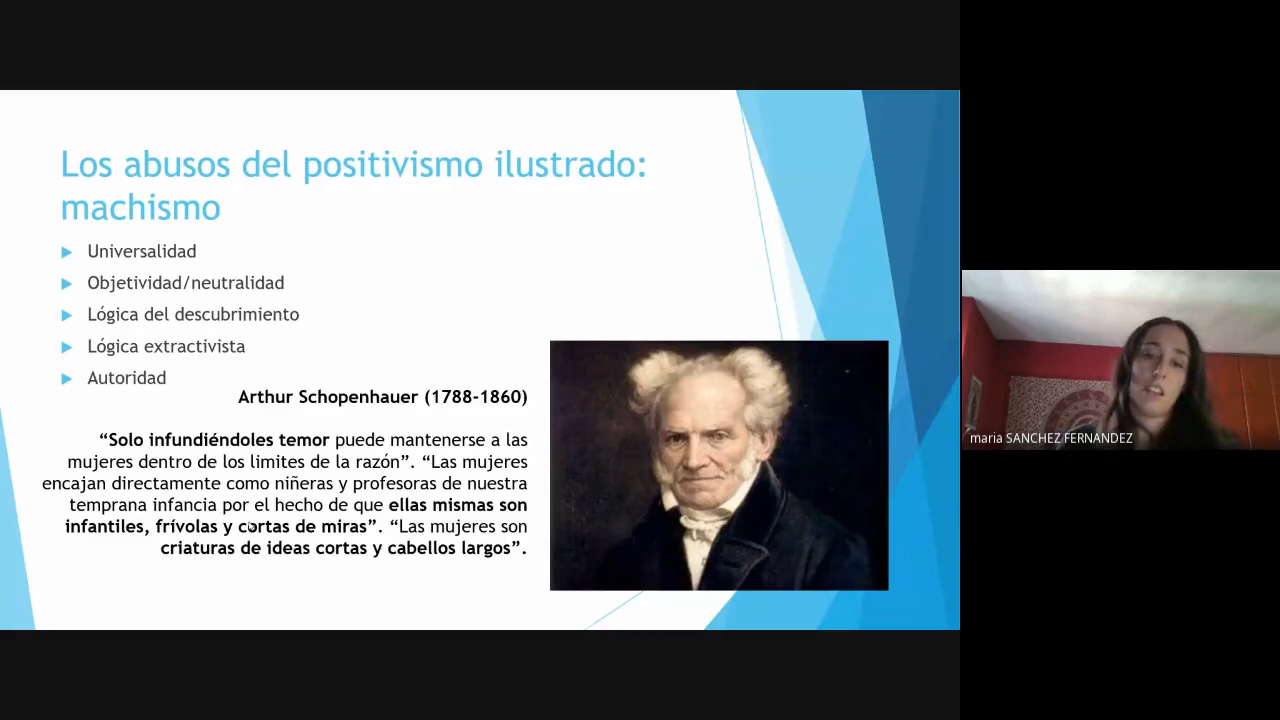 Los abusos del positivismo ilustrado:
machismo
Universalidad
Objetividad/neutralidad
Lógica del descubrimiento
Lógica extractivista
Autoridad
Arthur Schopenhauer (1788-1860)
“Solo infundiéndoles temor puede mantenerse a las
mujeres dentro de los limites de la razón”. “Las mujeres
encajan directamente como niñeras y profesoras de nuestra
temprana infancia por el hecho de que ellas mismas son
infantiles, frívolas y cortas de miras”. “Las mujeres son
criaturas de ideas cortas y cabellos largos”.
maria SANCHEZ FERNANDEZ